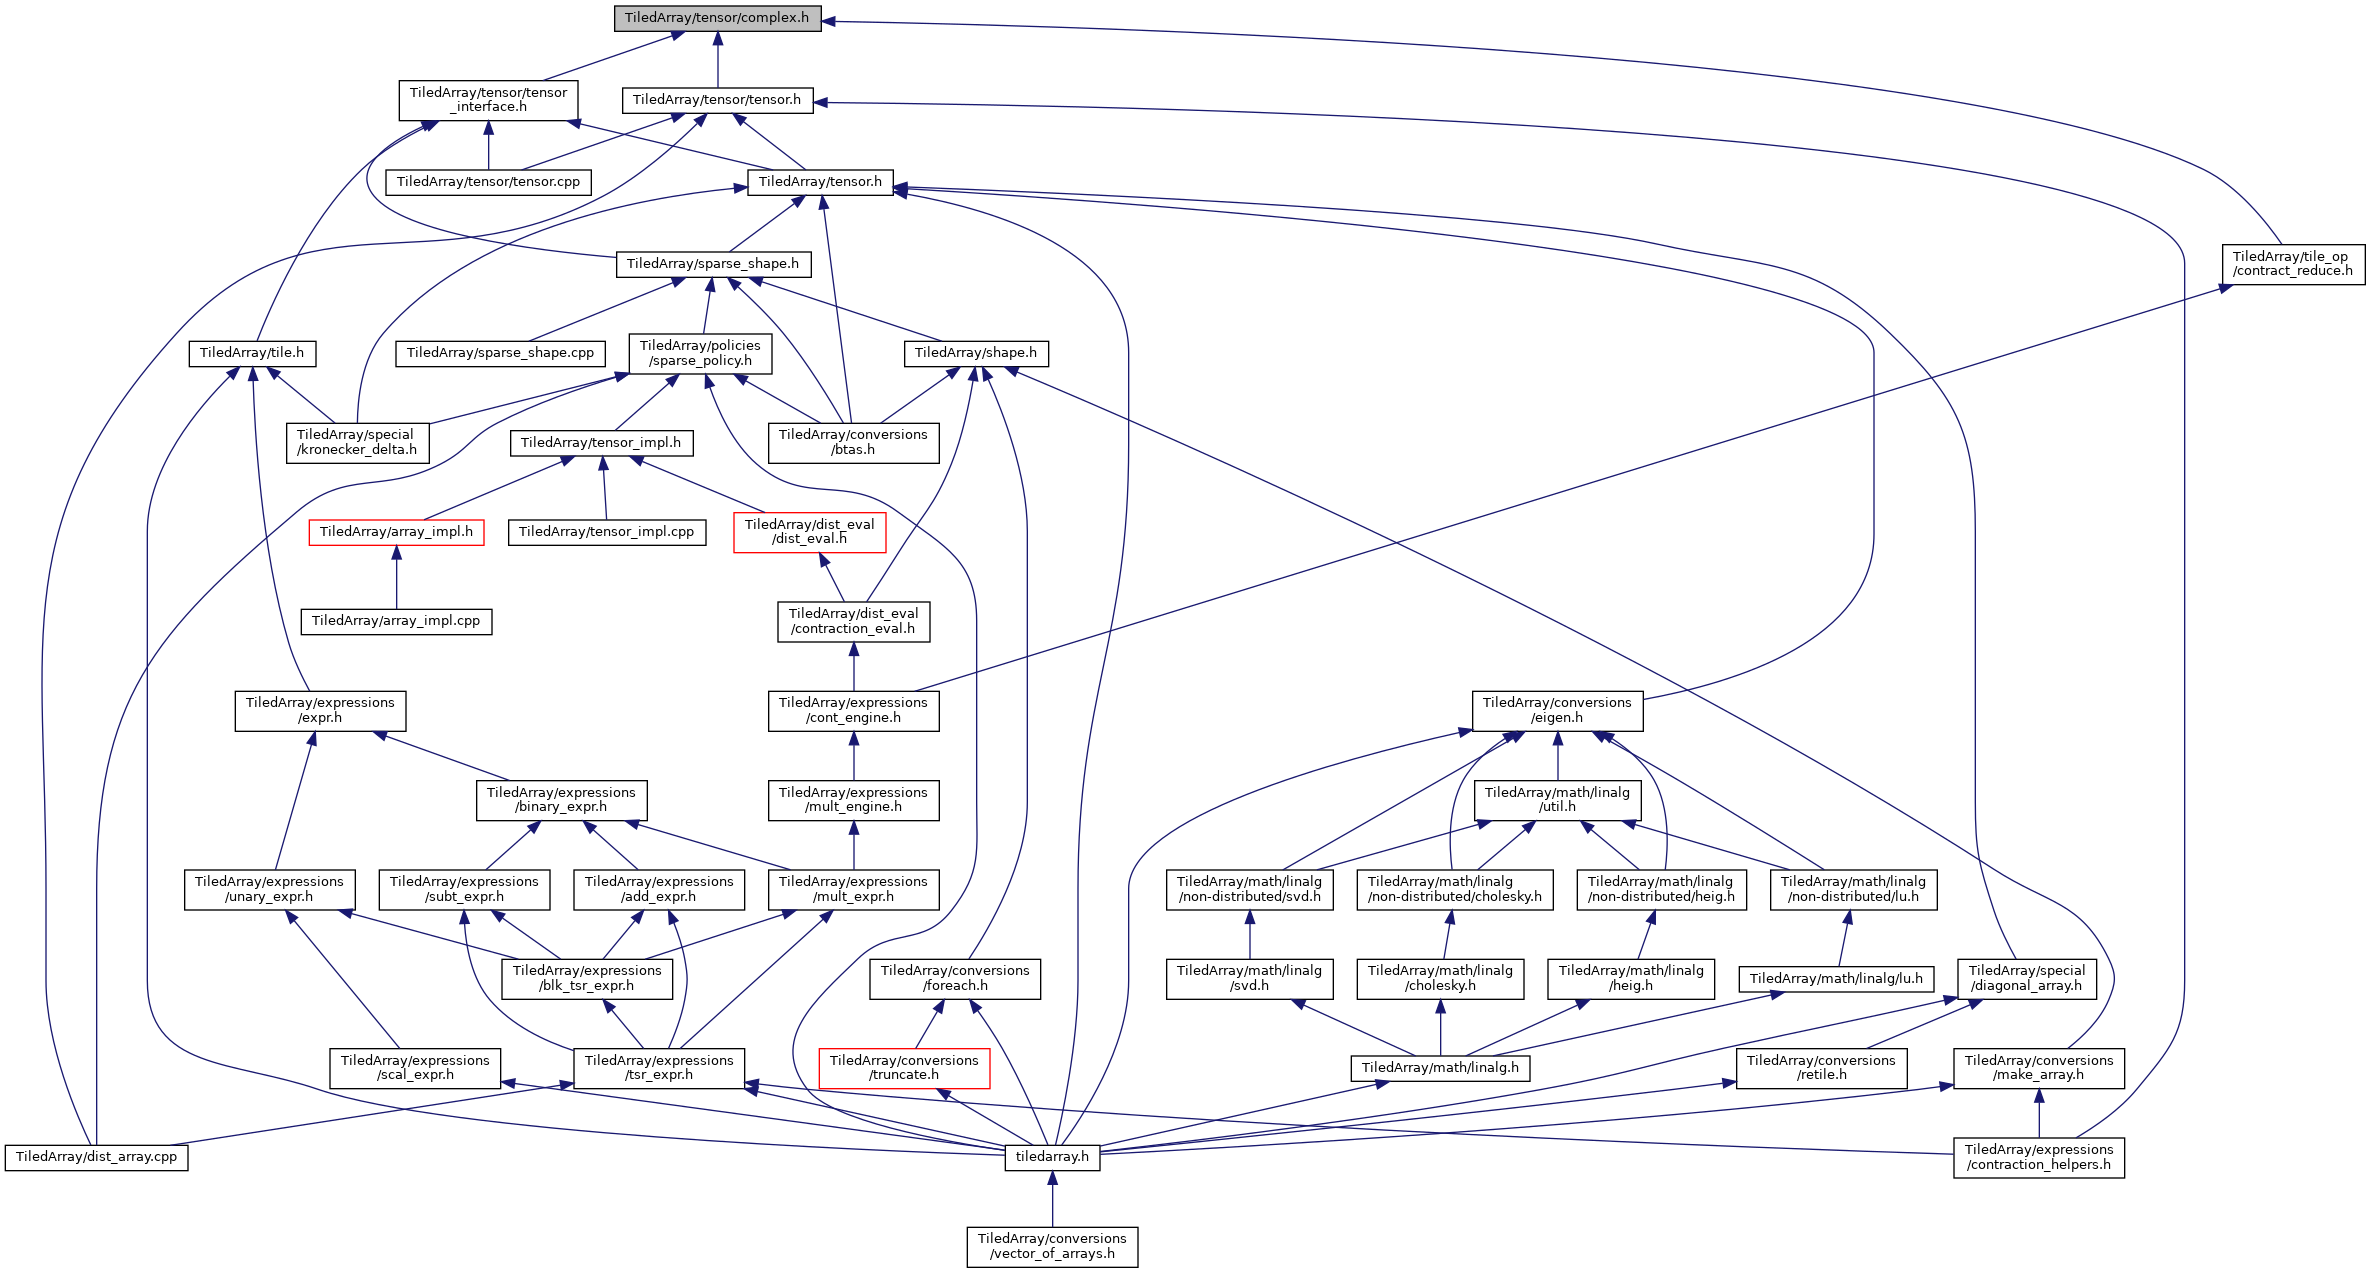 TiledArray/tensor/complex.h
TiledArray/tensor/tensor
_interface.h
TiledArray/tensor/tensor.h
TiledArray/tensor/tensor.cpp
TiledArray/tensor.h
TiledArray/sparse_shape.h
TiledArray/tile_op
/contract_reduce.h
TiledArray/tile.h
TiledArray/sparse_shape.cpp
TiledArray/policies
/sparse_policy.h
TiledArray/shape.h
TiledArray/special
/kronecker_delta.h
TiledArray/tensor_impl.h
TiledArray/conversions
/btas.h
TiledArray/array_impl.h
TiledArray/tensor_impl.cpp
TiledArray/dist_eval
/dist_eval.h
TiledArray/array_impl.cpp
TiledArray/dist_eval
/contraction_eval.h
TiledArray/expressions
/expr.h
TiledArray/expressions
/cont_engine.h
TiledArray/conversions
/eigen.h
TiledArray/expressions
/binary_expr.h
TiledArray/expressions
/mult_engine.h
TiledArray/math/linalg
/util.h
TiledArray/expressions
/unary_expr.h
TiledArray/expressions
/subt_expr.h
TiledArray/expressions
/add_expr.h
TiledArray/expressions
/mult_expr.h
TiledArray/math/linalg
/non-distributed/svd.h
TiledArray/math/linalg
/non-distributed/cholesky.h
TiledArray/math/linalg
/non-distributed/heig.h
TiledArray/math/linalg
/non-distributed/lu.h
TiledArray/expressions
/blk_tsr_expr.h
TiledArray/conversions
/foreach.h
TiledArray/math/linalg
/svd.h
TiledArray/math/linalg
/cholesky.h
TiledArray/math/linalg
/heig.h
TiledArray/math/linalg/lu.h
TiledArray/special
/diagonal_array.h
TiledArray/expressions
/scal_expr.h
TiledArray/expressions
/tsr_expr.h
TiledArray/conversions
/truncate.h
TiledArray/math/linalg.h
TiledArray/conversions
/retile.h
TiledArray/conversions
/make_array.h
TiledArray/dist_array.cpp
tiledarray.h
TiledArray/expressions
/contraction_helpers.h
TiledArray/conversions
/vector_of_arrays.h